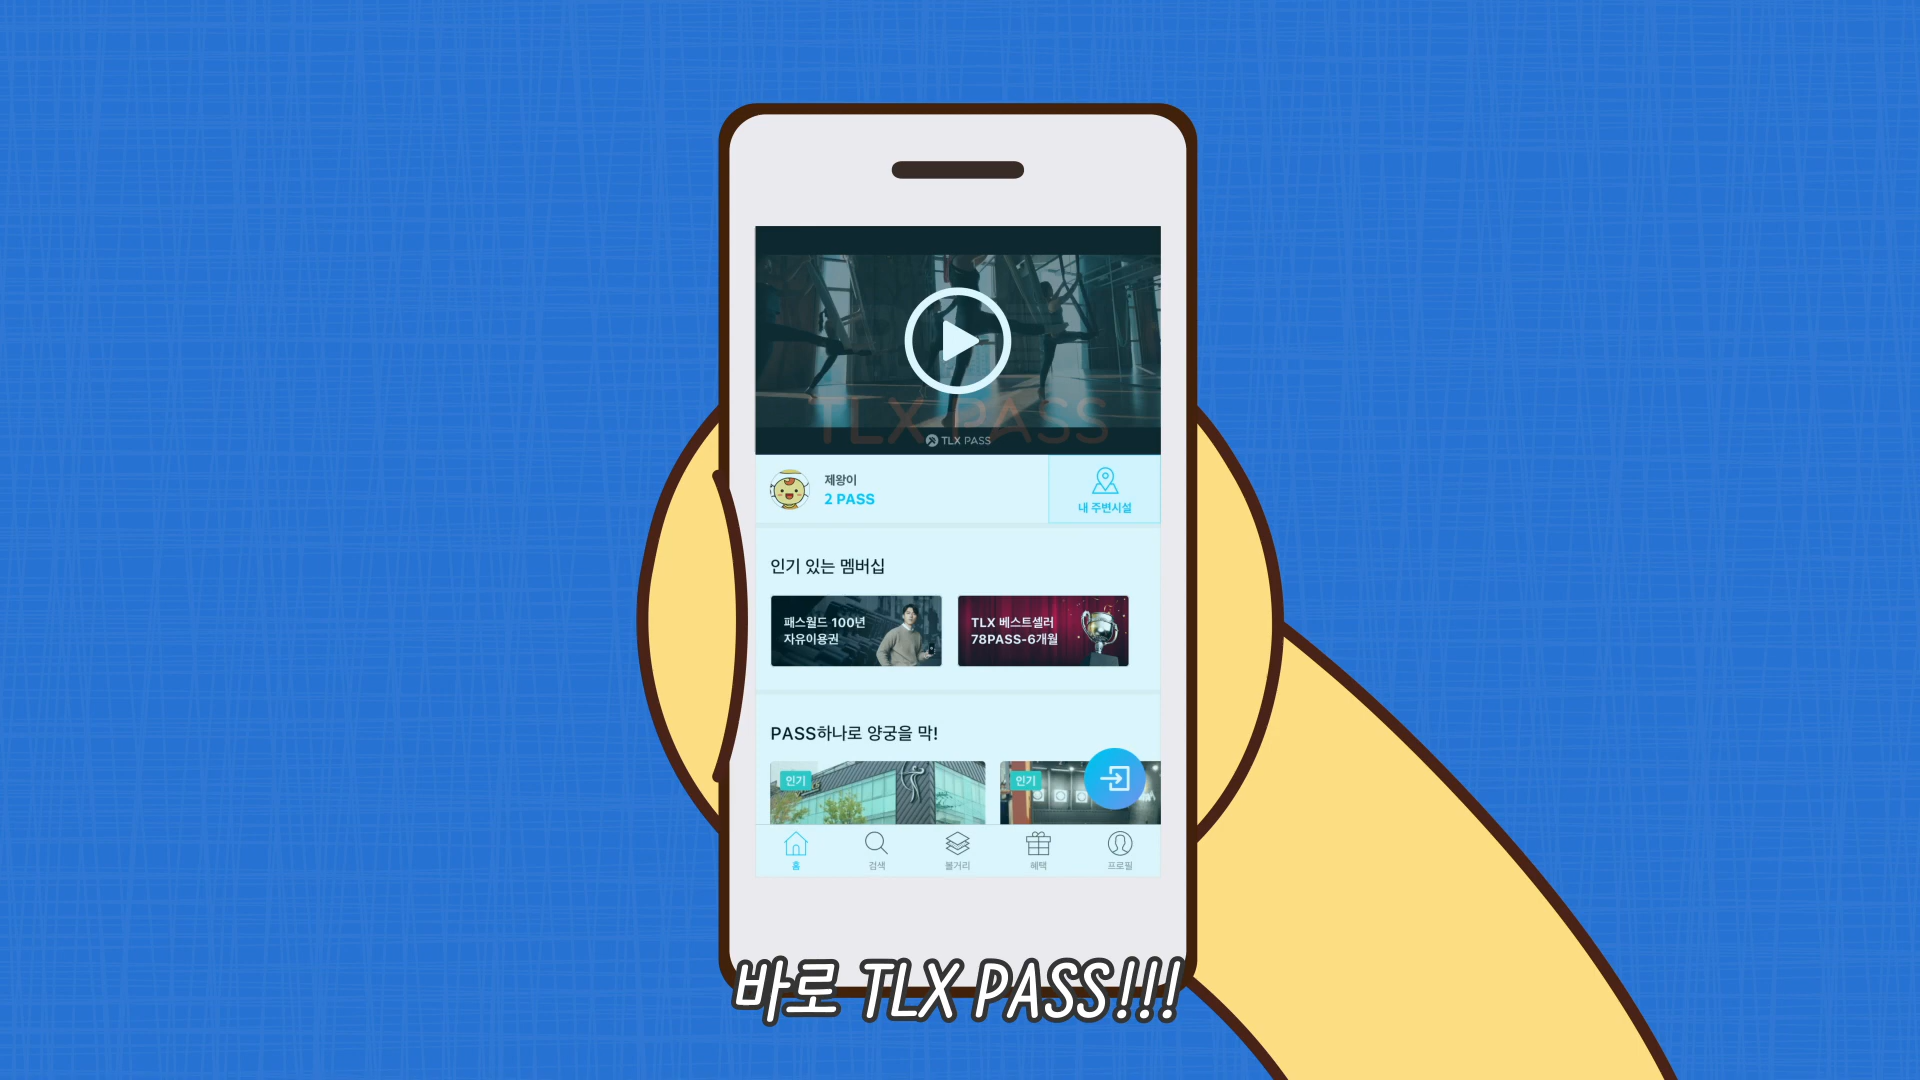 TLX PASS
TLX PASS
제왕이
2 PASS
내 주변시설
인기 있는 멤버십
패스월드 100년
자유이용권
TLX 베스트셀러
78PASS-6개월
PASS하나로 양궁을 막!
인기
인기
홈
검색
볼거리
혜택
프로필
바로 TLX PASS!!!